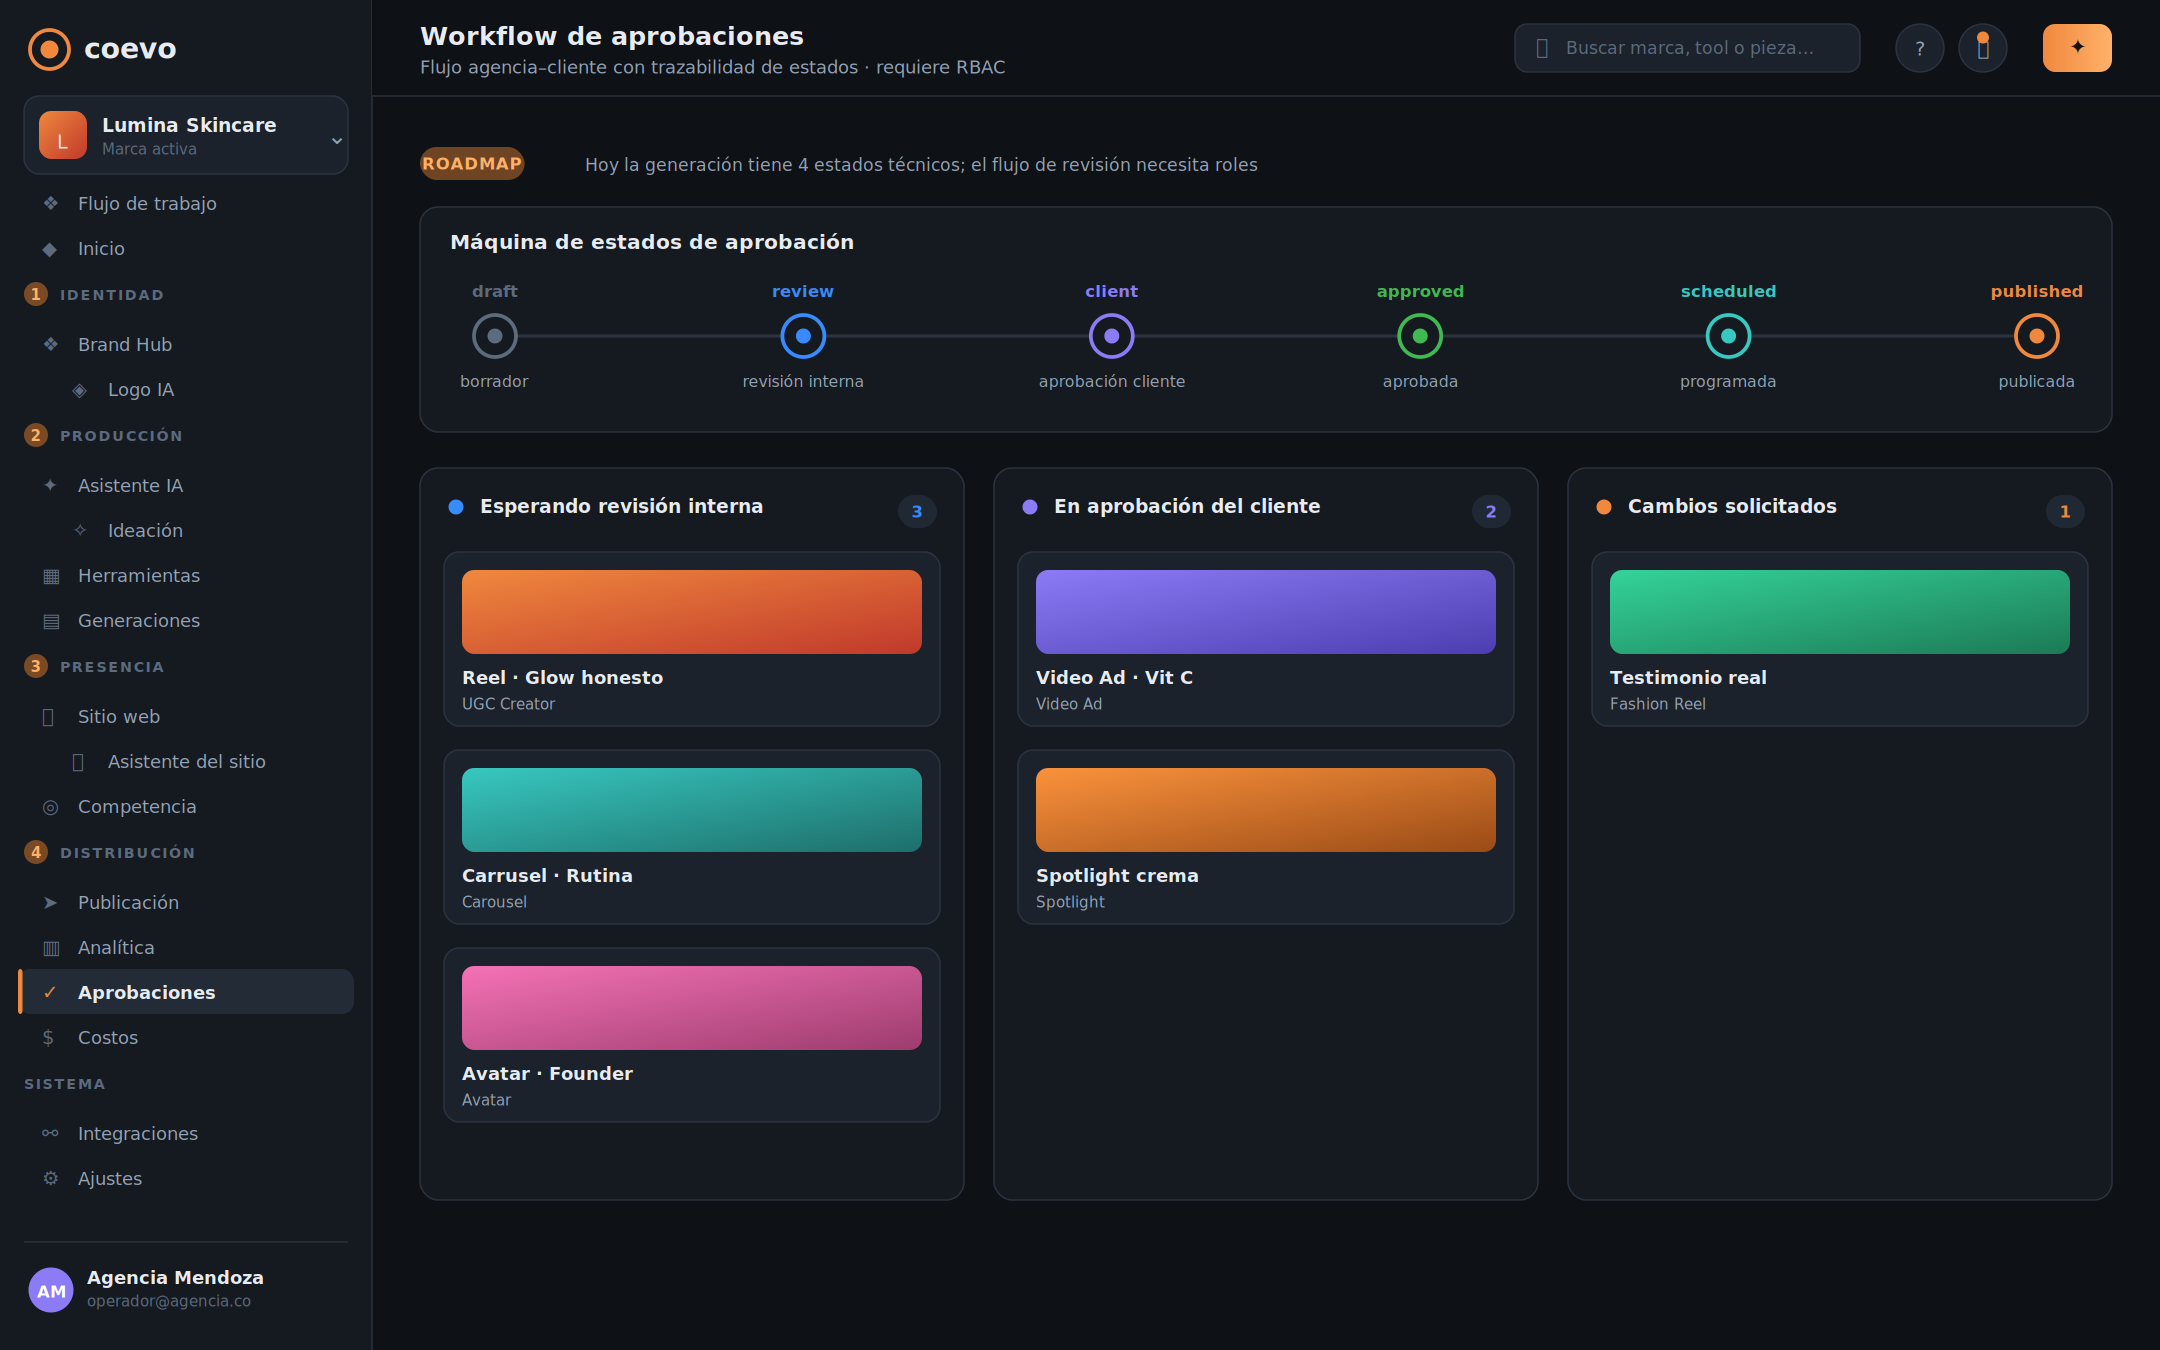 coevo
L
Lumina Skincare
Marca activa
Flujo de trabajo
Inicio
1 IDENTIDAD
Brand Hub
Logo IA
2 PRODUCCIÓN
Asistente IA
Ideación
Herramientas
Generaciones
3 PRESENCIA
Sitio web
Asistente del sitio
Competencia
4 DISTRIBUCIÓN
Publicación
Analítica
Aprobaciones
$ Costos
SISTEMA
Integraciones
Ajustes
AM
Agencia Mendoza
operador@agencia.co
Workflow de aprobaciones
Flujo agencia–cliente con trazabilidad de estados · requiere RBAC
Buscar marca, tool o pieza…
?
ROADMAP
Hoy la generación tiene 4 estados técnicos; el flujo de revisión necesita roles
Máquina de estados de aprobación
draft
review
client
approved
scheduled
published
borrador
revisión interna
aprobación cliente
aprobada
programada
publicada
Esperando revisión interna
3
Reel · Glow honesto
UGC Creator
Carrusel · Rutina
Carousel
Avatar · Founder
Avatar
En aprobación del cliente
2
Video Ad · Vit C
Video Ad
Spotlight crema
Spotlight
Cambios solicitados
1
Testimonio real
Fashion Reel